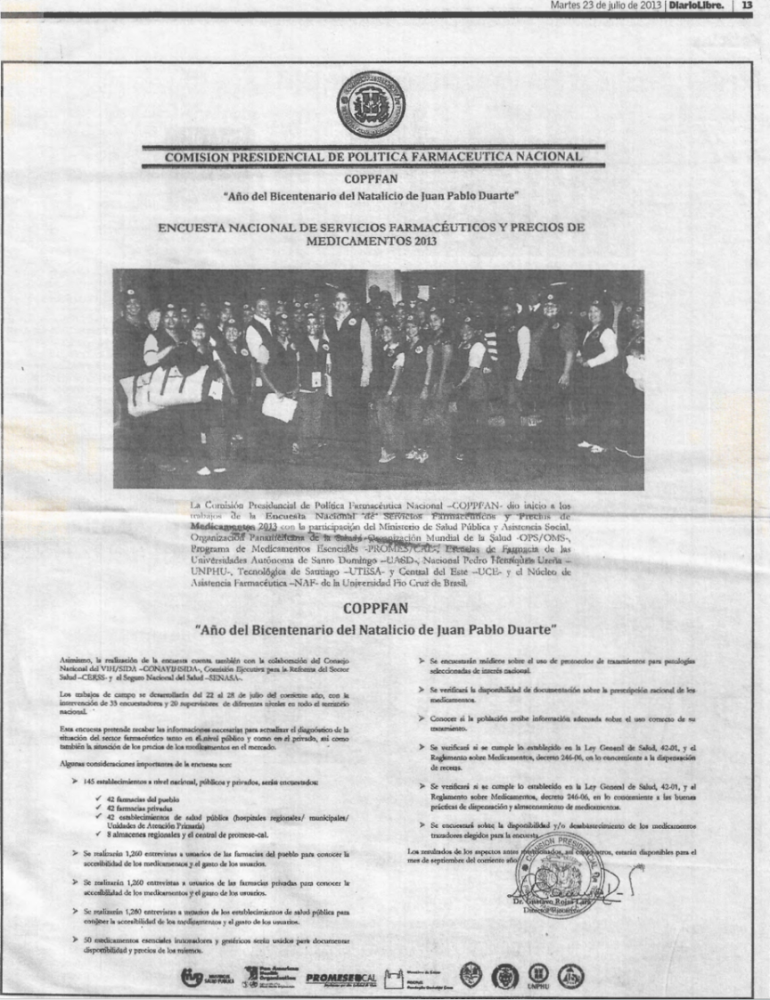 Martes 23 de julio de 2013 | DiarioLibre. | 13
COMISION PRESIDENCIAL DE POLITICA FARMACEUTICA NACIONAL
COPPFAN
"Año del Bicentenario del Natalicio de Juan Pablo Duarte"
ENCUESTA NACIONAL DE SERVICIOS FARMACÉUTICOS Y PRECIOS DE
MEDICAMENTOS 2013
La Comisión Presidencial de Política Farmacéutica Nacional –COPPFAN- dio inicio a los
trabajos de la Encuesta Nacional de Servicios Farmacéuticos y Precios de
Medicamentos 2013 con la participación del Ministerio de Salud Pública y Asistencia Social,
Organización Panamericana de la Salud- Organización Mundial de la Salud -OPS/OMS-,
Programa de Medicamentos Esenciales -PROMESE/CAL-, Escuelas de Farmacia de las
Universidades Autónoma de Santo Domingo –UASD-, Nacional Pedro Henríquez Ureña –
UNPHU-, Tecnológica de Santiago –UTESA- y Central del Este –UCE- y el Núcleo de
Asistencia Farmacéutica –NAF- de la Universidad Fio Cruz de Brasil.
COPPFAN
"Año del Bicentenario del Natalicio de Juan Pablo Duarte"
Asimismo, la realización de la encuesta cuenta también con la colaboración del Consejo
Nacional del VIH/SIDA –CONAVIHSIDA-, Comisión Ejecutiva para la Reforma del Sector
Salud –CERSS- y el Seguro Nacional del Salud –SENASA-.
Los trabajos de campo se desarrollarán del 22 al 28 de julio del corriente año, con la
intervención de 35 encuestadores y 20 supervisores de diferentes niveles en todo el territorio
nacional.
Esta encuesta pretende recabar las informaciones necesarias para actualizar el diagnóstico de la
situación del sector farmacéutico tanto en el nivel público y como en el privado, así como
también la situación de los precios de los medicamentos en el mercado.
Algunas consideraciones importantes de la encuesta son:
➢ 145 establecimientos a nivel nacional, públicos y privados, serán encuestados:
✓ 42 farmacias del pueblo
✓ 42 farmacias privadas
✓ 42 establecimientos de salud pública (hospitales regionales/ municipales/
Unidades de Atención Primaria)
✓ 8 almacenes regionales y el central de promese-cal.
➢ Se realizarán 1,260 entrevistas a usuarios de las farmacias del pueblo para conocer la
accesibilidad de los medicamentos y el gasto de los usuarios.
➢ Se realizarán 1,260 entrevistas a usuarios de las farmacias privadas para conocer la
accesibilidad de los medicamentos y el gasto de los usuarios.
➢ Se realizarán 1,260 entrevistas a usuarios de los establecimientos de salud pública para
conocer la accesibilidad de los medicamentos y el gasto de los usuarios.
➢ 50 medicamentos esenciales innovadores y genéricos serán usados para documentar
disponibilidad y precios de los mismos.
➢ Se encuestarán médicos sobre el uso de protocolos de tratamientos para patologías
seleccionadas de interés nacional.
➢ Se verificará la disponibilidad de documentación sobre la prescripción racional de los
medicamentos.
➢ Conocer si la población recibe información adecuada sobre el uso correcto de su
tratamiento.
➢ Se verificará si se cumple lo establecido en la Ley General de Salud, 42-01, y el
Reglamento sobre Medicamentos, decreto 246-06, en lo concerniente a la dispensación
de recetas.
➢ Se verificará si se cumple lo establecido en la Ley General de Salud, 42-01, y al
Reglamento sobre Medicamentos, decreto 246-06, en lo concerniente a las buenas
prácticas de dispensación y almacenamiento de medicamentos.
➢ Se encuestará sobre la disponibilidad y/o desabastecimiento de los medicamentos
trazadores elegidos para la encuesta.
Los resultados de los aspectos antes mencionados, así como otros, estarán disponibles para el
mes de septiembre del corriente año.
COMISION PRESIDENCIAL DE
Dr. Gustavo Rojas Lara
Director Ejecutivo
SALUD PUBLICA
Pan American
Health
Organization
PROMESE CAL
UNPHU